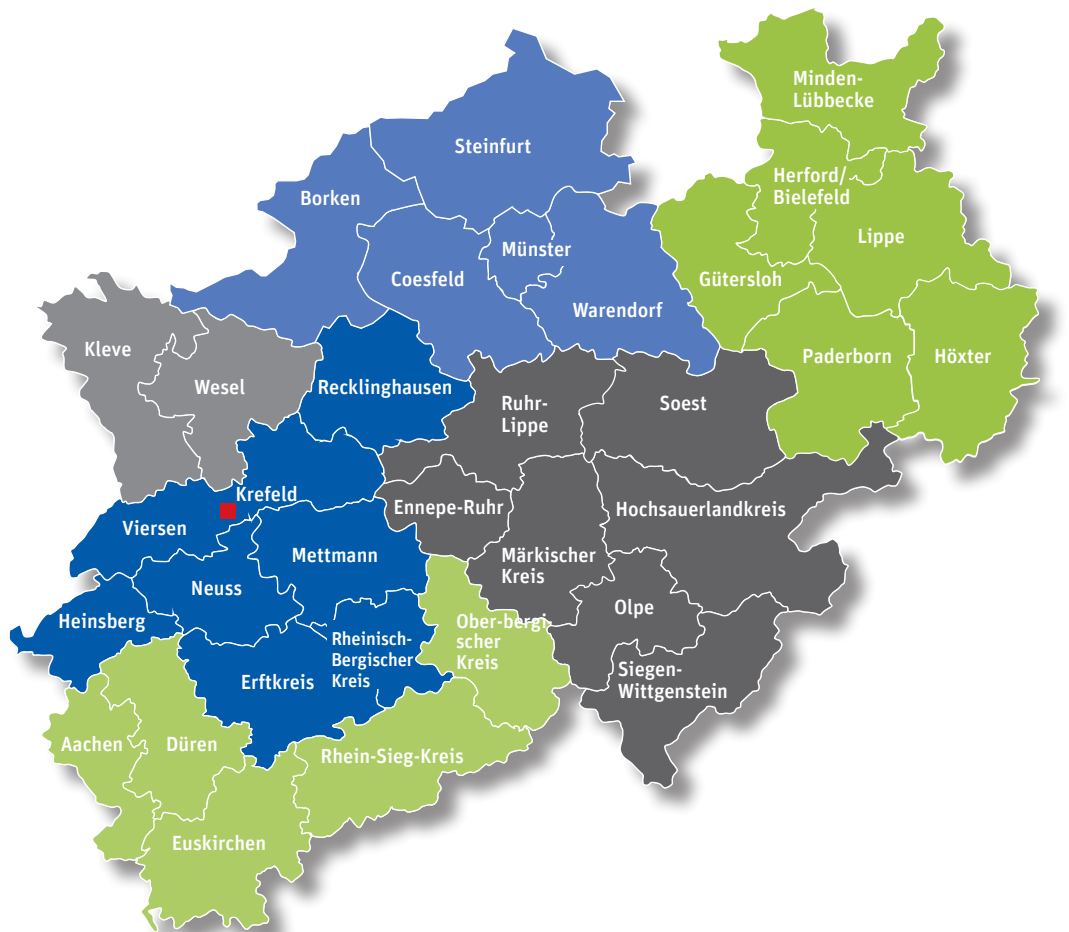 Minden-
Lübbecke
Steinfurt
Herford/
Bielefeld
Borken
Lippe
Münster
Coesfeld
Gütersloh
Warendorf
Kleve
Paderborn
Höxter
Wesel
Recklinghausen
Ruhr-
Lippe
Soest
Krefeld
Ennepe-Ruhr
Hochsauerlandkreis
Viersen
Mettmann
Märkischer
Kreis
Neuss
Olpe
Heinsberg
Ober-bergi-
scher
Kreis
Rheinisch-
Bergischer
Kreis
Erftkreis
Siegen-
Wittgenstein
Aachen
Düren
Rhein-Sieg-Kreis
Euskirchen